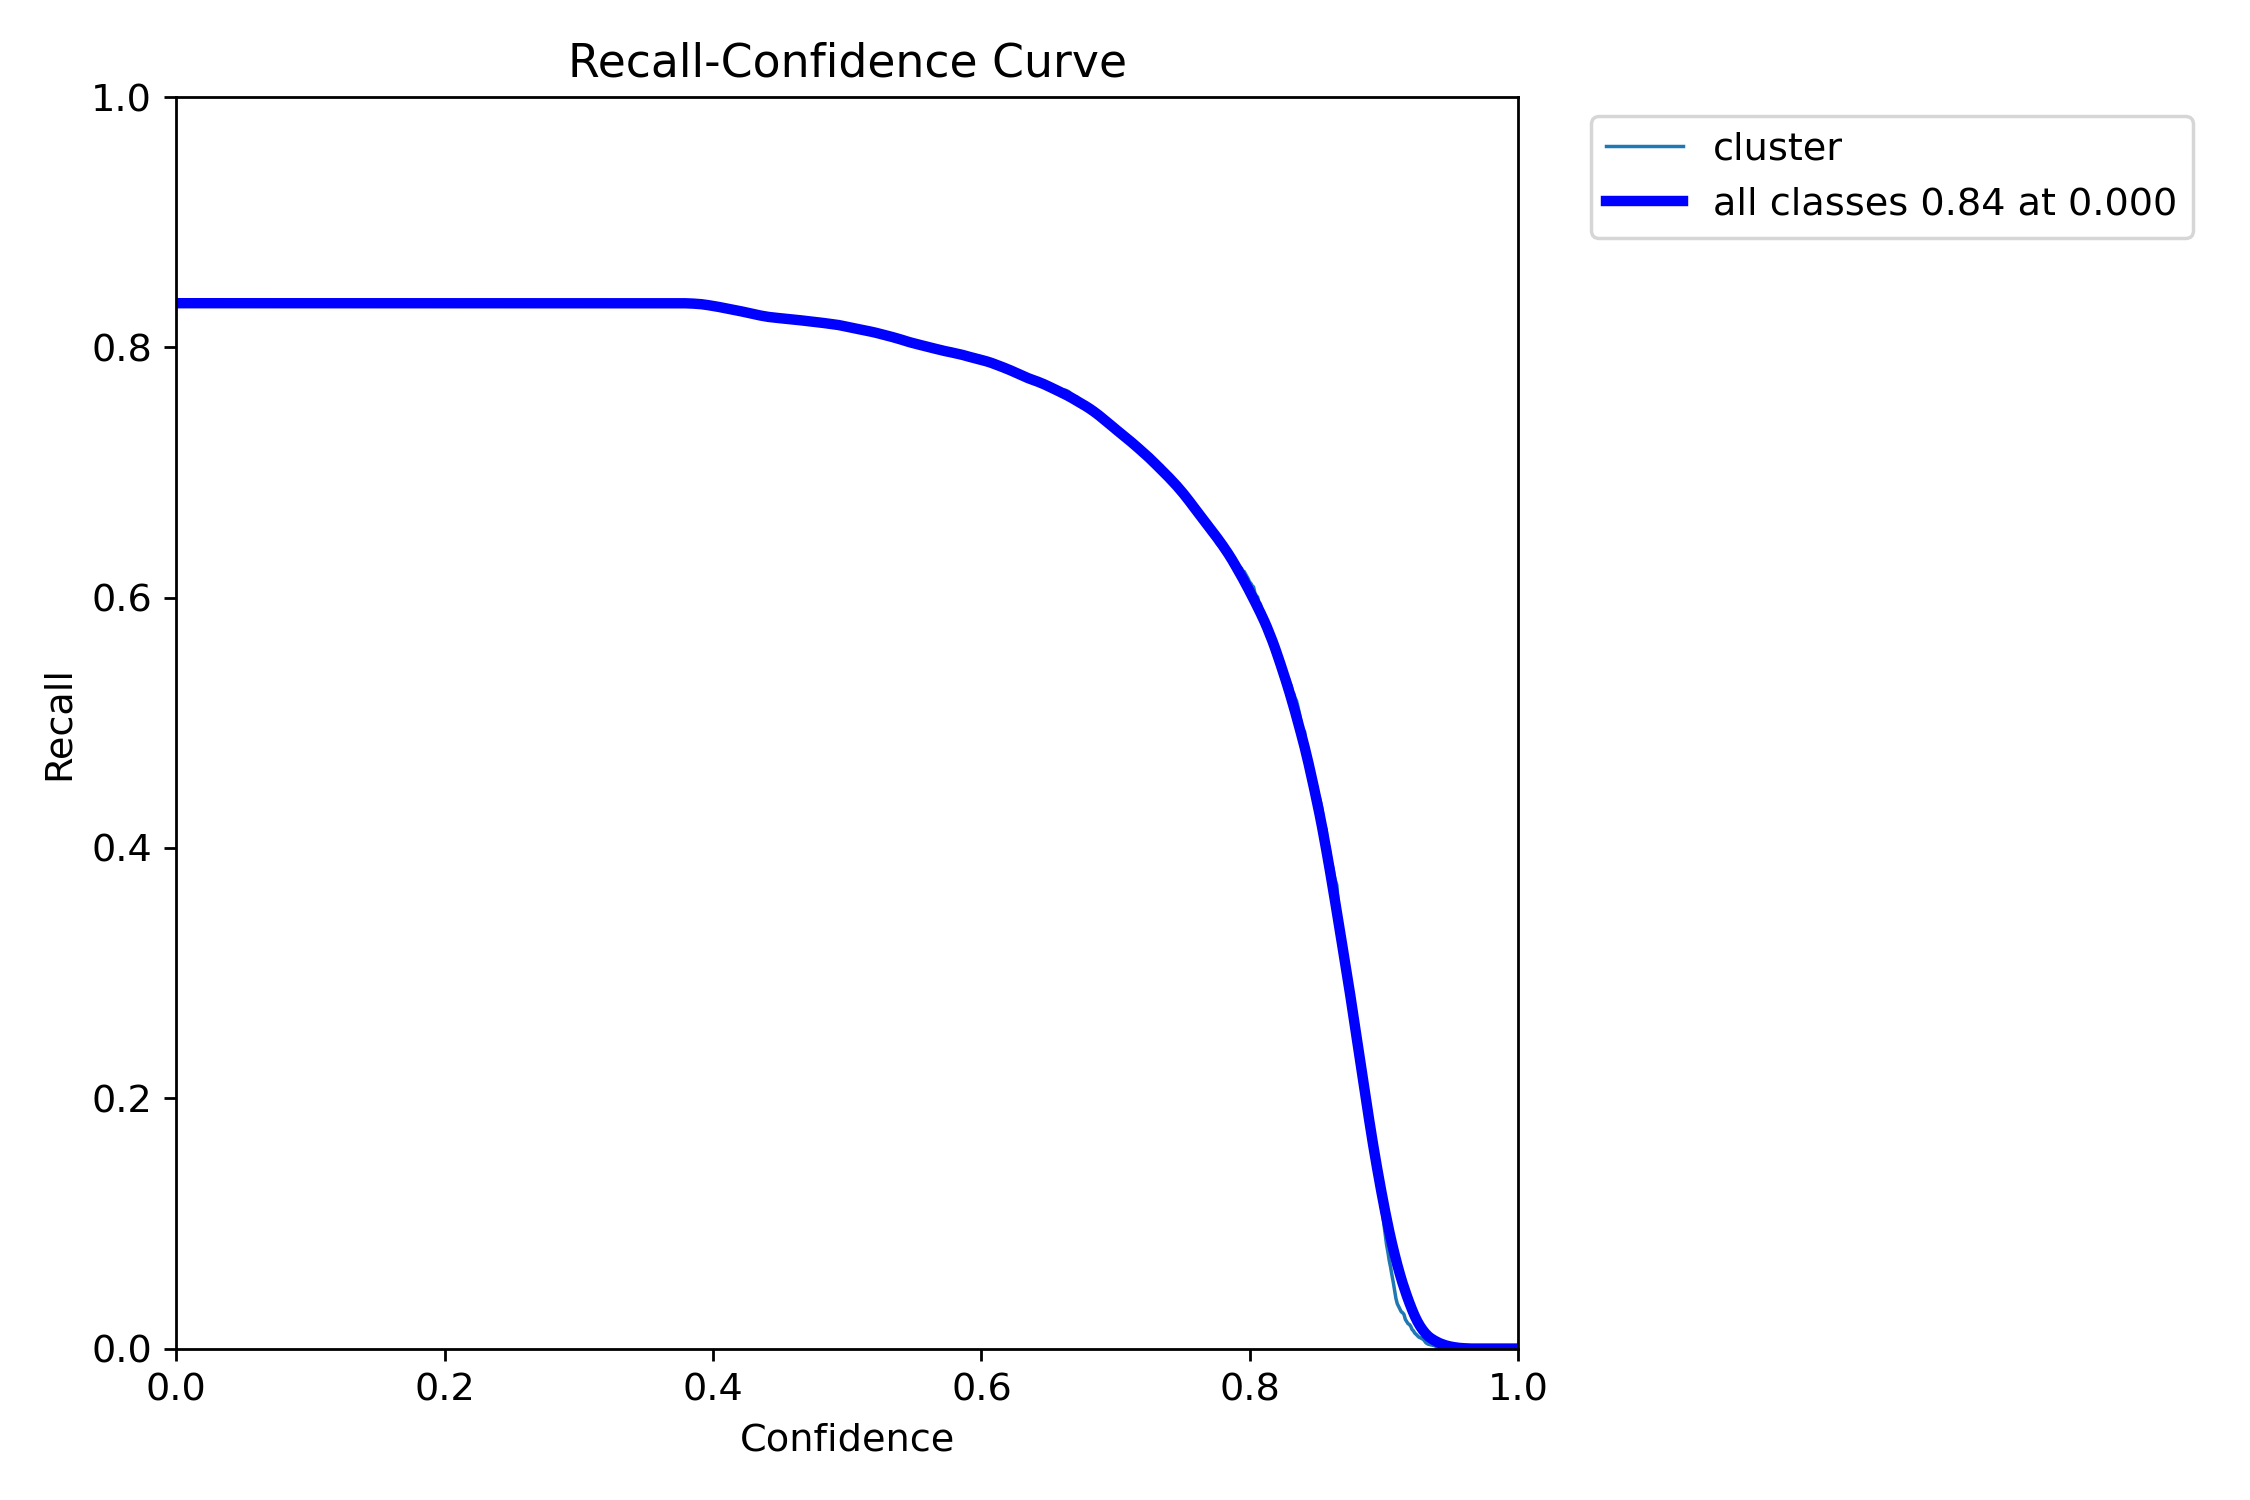 Recall-Confidence Curve
1.0
0.8
0.6
0.4
0.2
0.0
Recall
0.0 0.2 0.4 0.6 0.8 1.0
Confidence
cluster
all classes 0.84 at 0.000